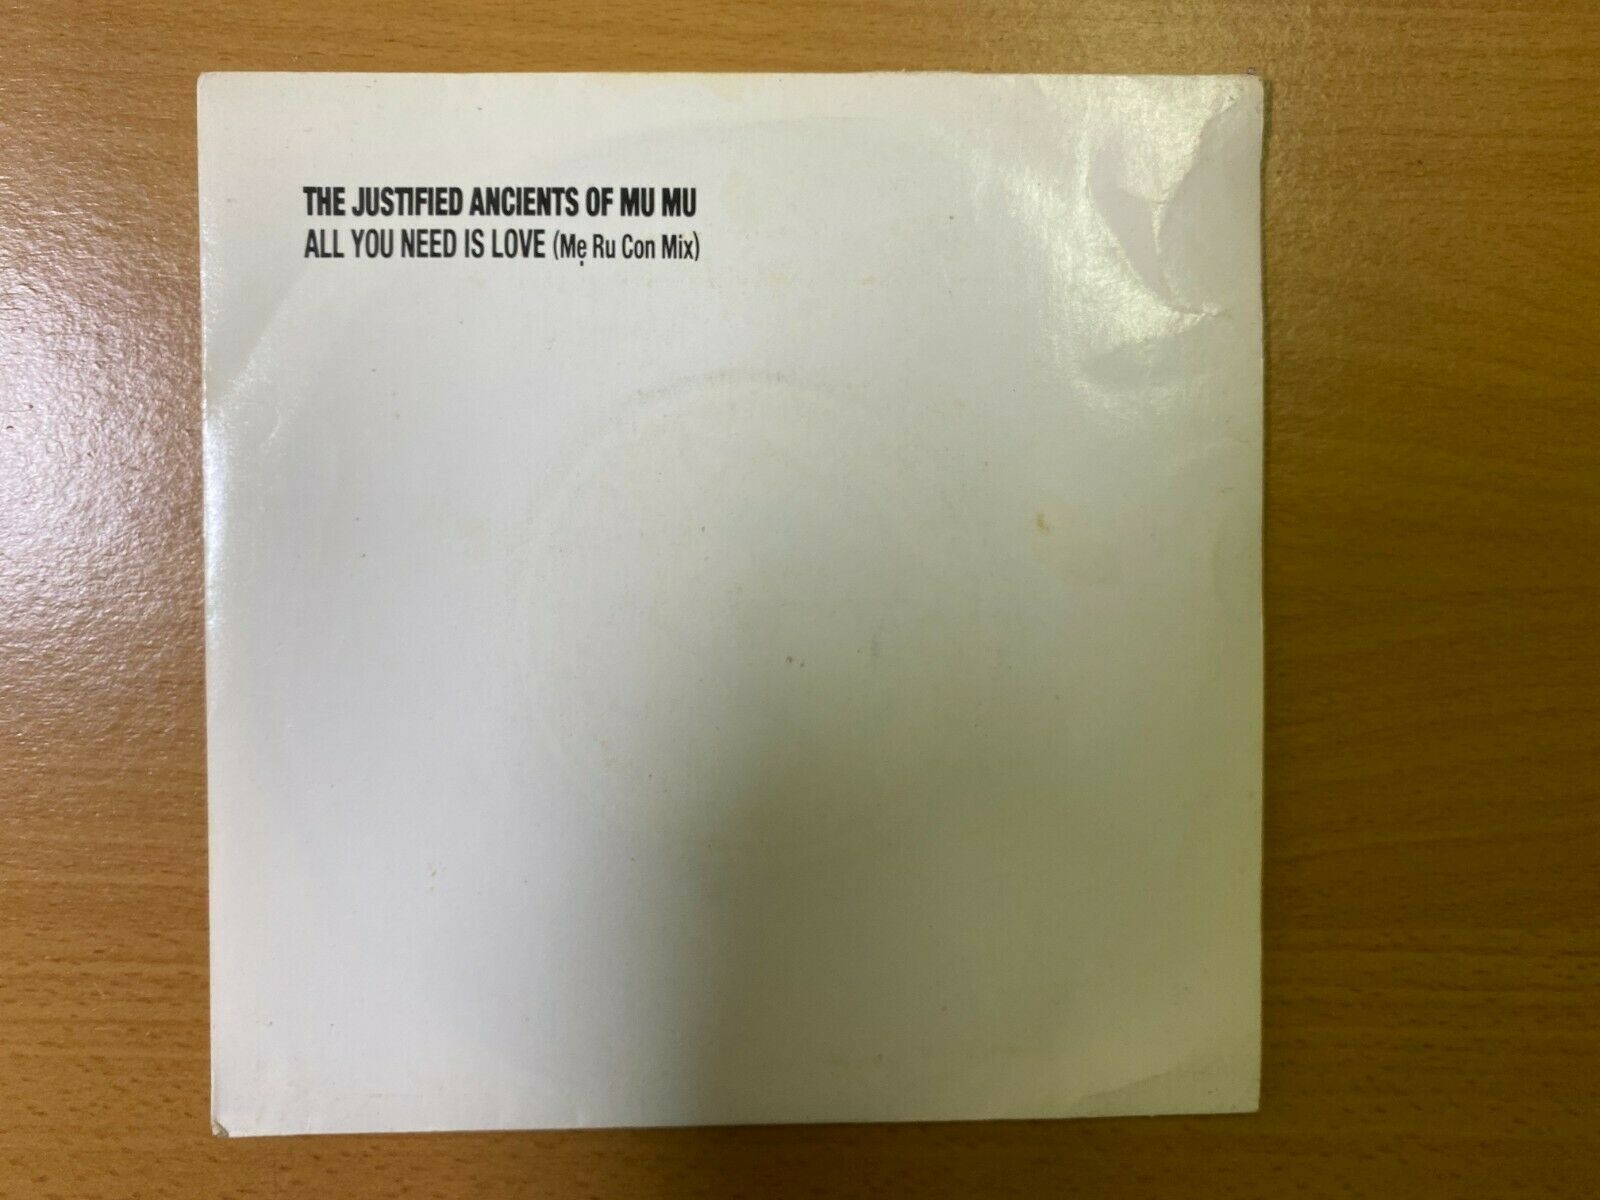 THE JUSTIFIED ANCIENTS OF MU MU
ALL YOU NEED IS LOVE (Mẹ Ru Con Mix)